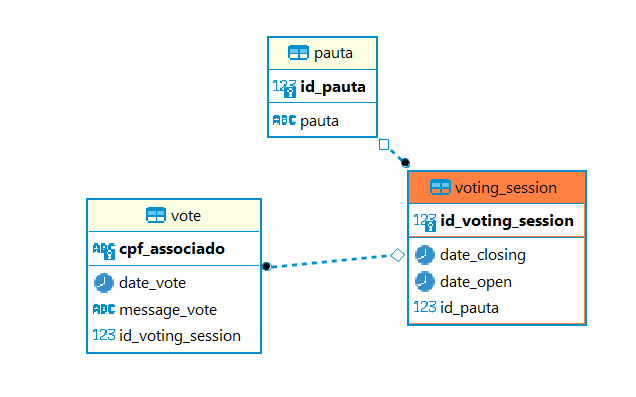 pauta
123 id_pauta
ABC pauta
voting_session
123 id_voting_session
date_closing
date_open
123 id_pauta
vote
ABC cpf_associado
date_vote
ABC message_vote
123 id_voting_session